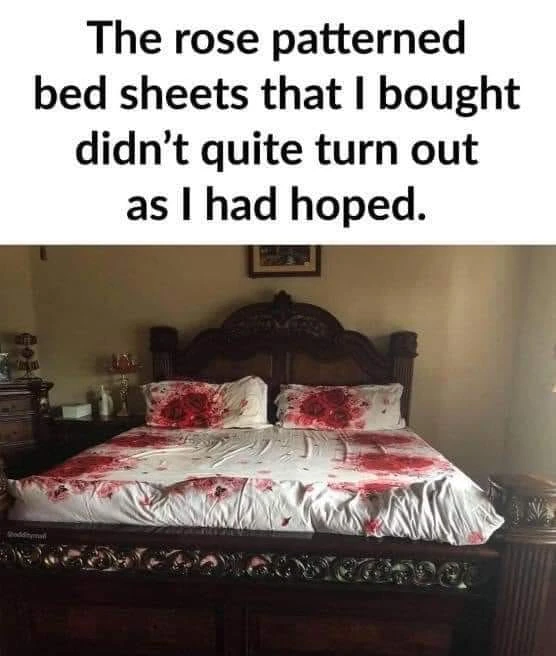 The rose patterned
bed sheets that I bought
didn't quite turn out
as I had hoped.